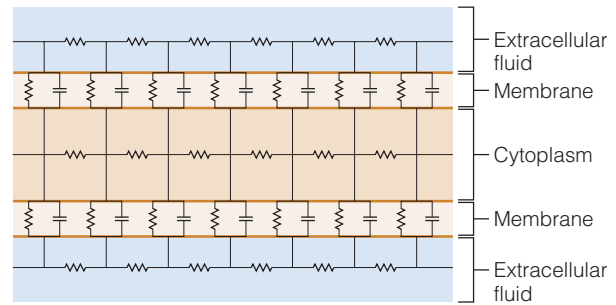 Extracellular
fluid
Membrane
Cytoplasm
Membrane
Extracellular
fluid